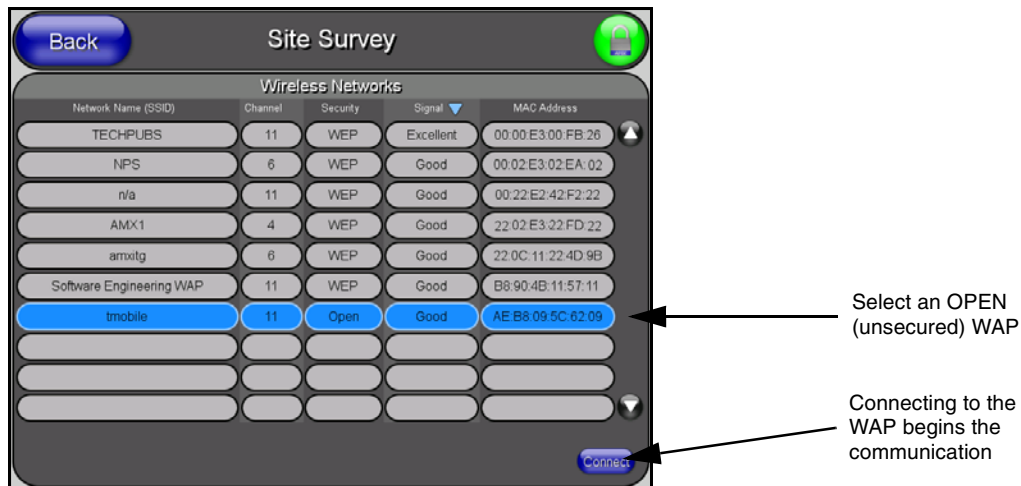 Back
Site Survey
Wireless Networks
Network Name (SSID) Channel Security Signal MAC Address
TECHPUBS 11 WEP Excellent 00:00:E3:00:FB:26
NPS 6 WEP Good 00:02:E3:02:EA:02
n/a 11 WEP Good 00:22:E2:42:F2:22
AMX1 4 WEP Good 22:02:E3:22:FD:22
amxitg 6 WEP Good 22:0C:11:22:4D:9B
Software Engineering WAP 11 WEP Good B8:90:4B:11:57:11
tmobile 11 Open Good AE:B8:09:5C:62:09
Select an OPEN
(unsecured) WAP
Connecting to the
WAP begins the
communication
Connect